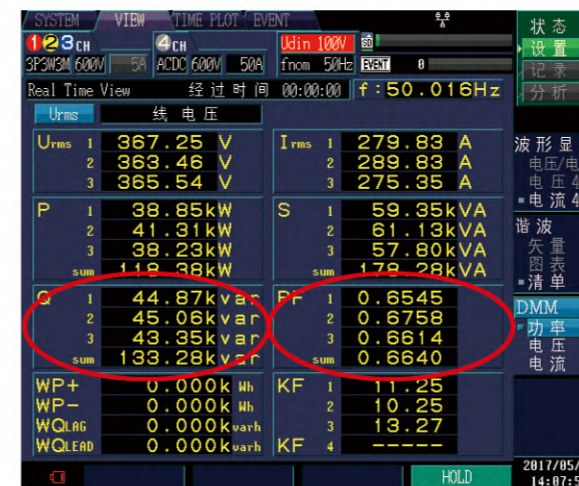 SYSTEM VIEW TIME PLOT EVENT
123CH 4CH Udin 100V SD
3P3W3M 600V 5A ACDC 600V 50A fnom 50Hz EVENT 0
Real Time View 经过时间 00:00:00 f:50.016Hz
Urms 线电压
Urms 1 367.25 V Irms 1 279.83 A
2 363.46 V 2 289.83 A
3 365.54 V 3 275.35 A
P 1 38.85kW S 1 59.35kVA
2 41.31kW 2 61.13kVA
3 38.23kW 3 57.80kVA
sum 118.38kW sum 178.28kVA
Q 1 44.87kvar PF 1 0.6545
2 45.06kvar 2 0.6758
3 43.35kvar 3 0.6614
sum 133.28kvar sum 0.6640
WP+ 0.000k Wh KF 1 11.25
WP- 0.000k Wh 2 10.25
WQLAG 0.000k varh 3 13.27
WQLEAD 0.000k varh KF 4 -----
HOLD
状态
设置
记录
分析
波形显
电压/电
电压4
电流4
谐波
矢量
图表
清单
DMM
功率
电压
电流
2017/05/
14:07:5